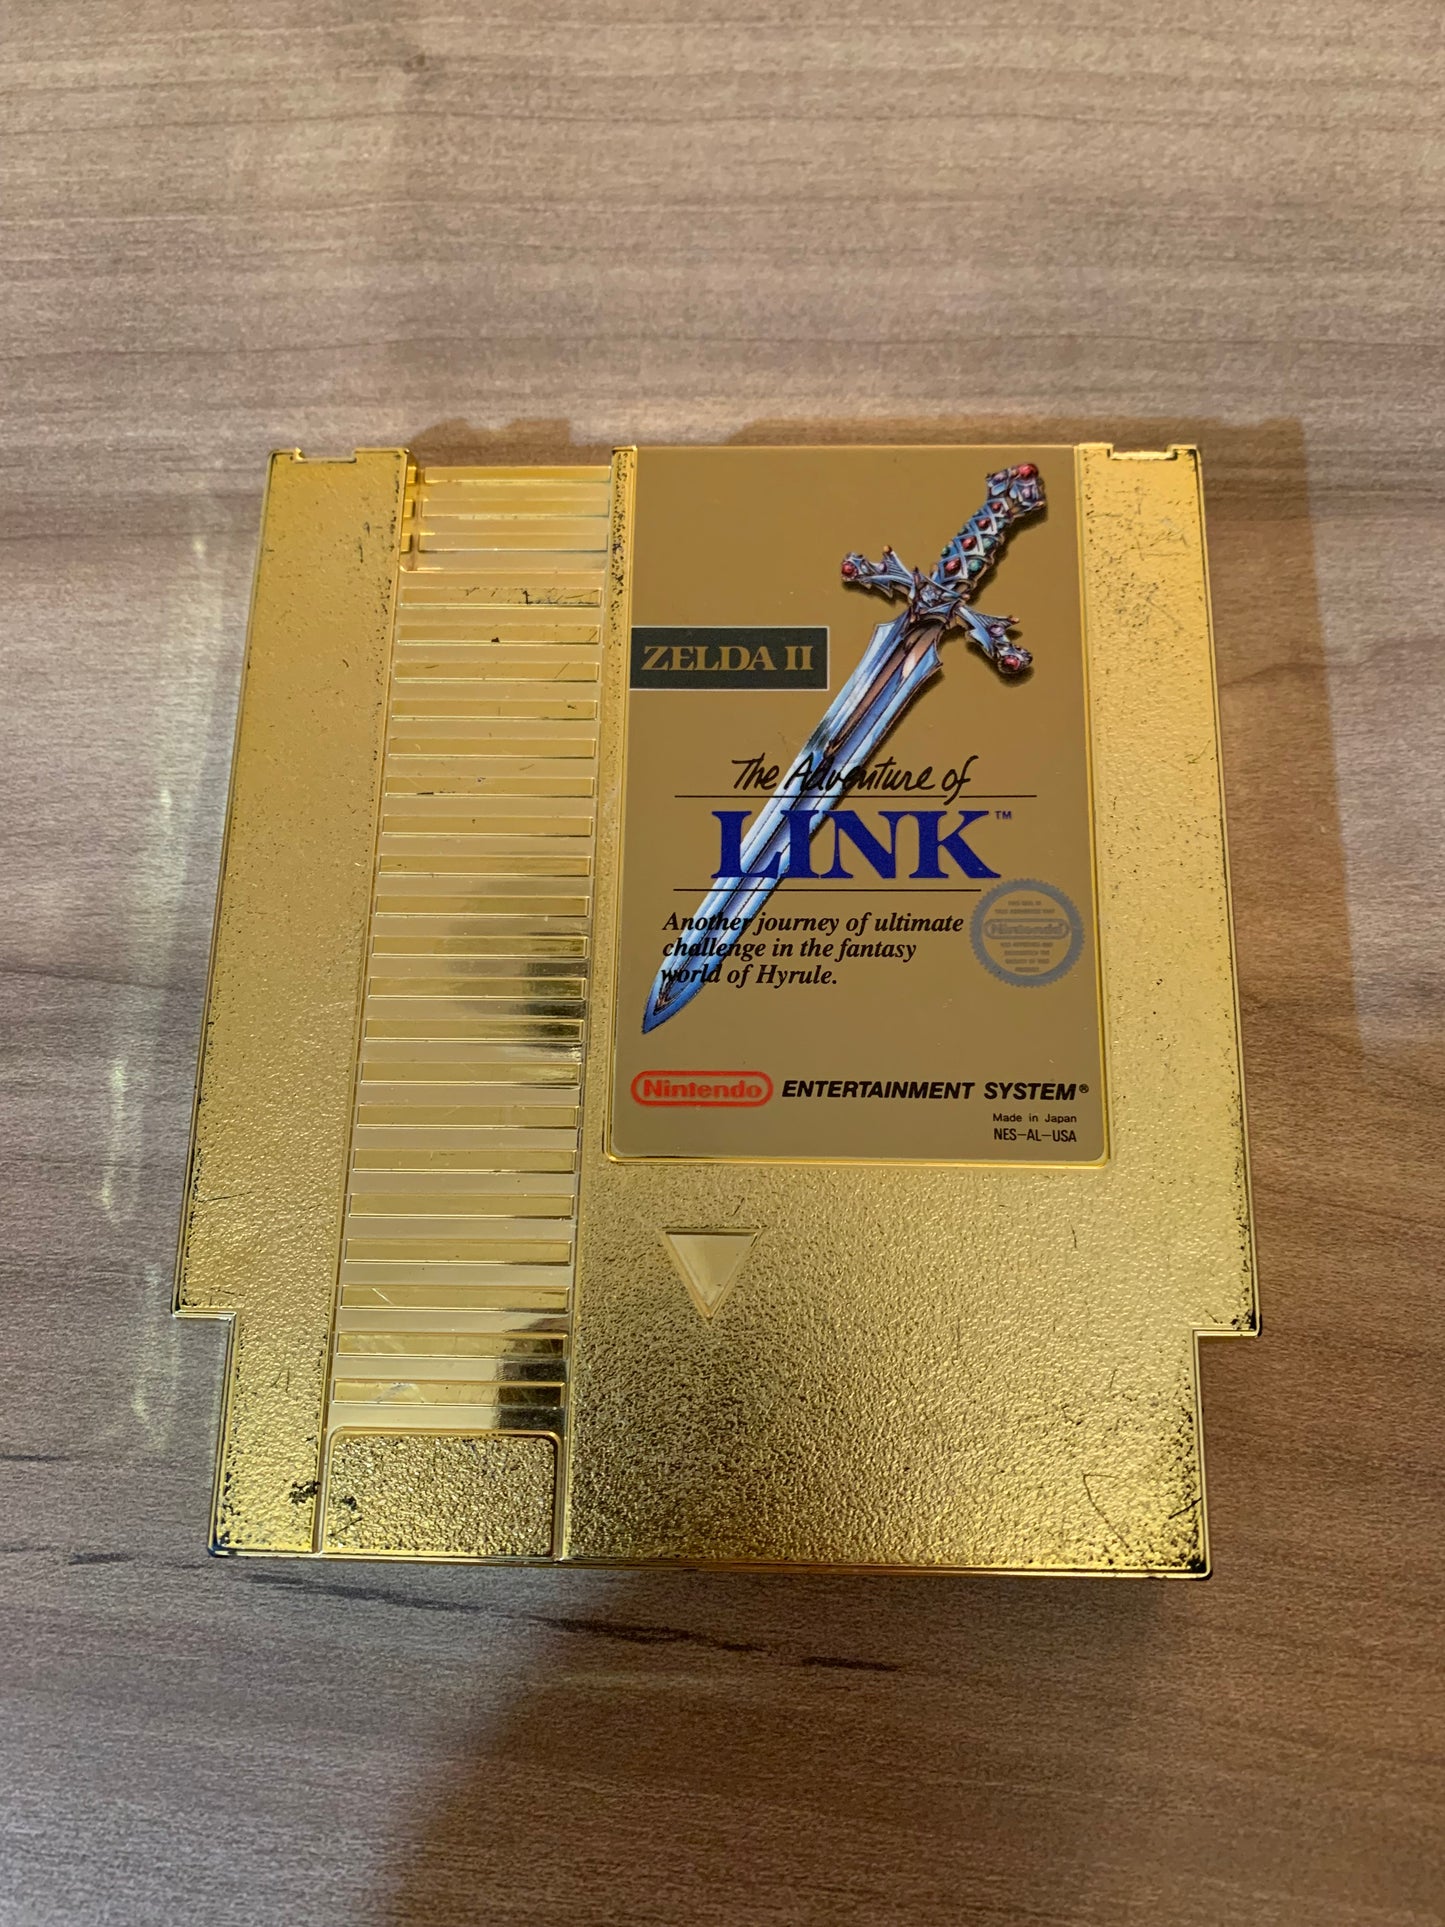 ZELDA II
The Adventure of
LINK™
Another journey of ultimate
challenge in the fantasy
world of Hyrule.
Nintendo
Nintendo ENTERTAINMENT SYSTEM®
Made in Japan
NES-AL-USA